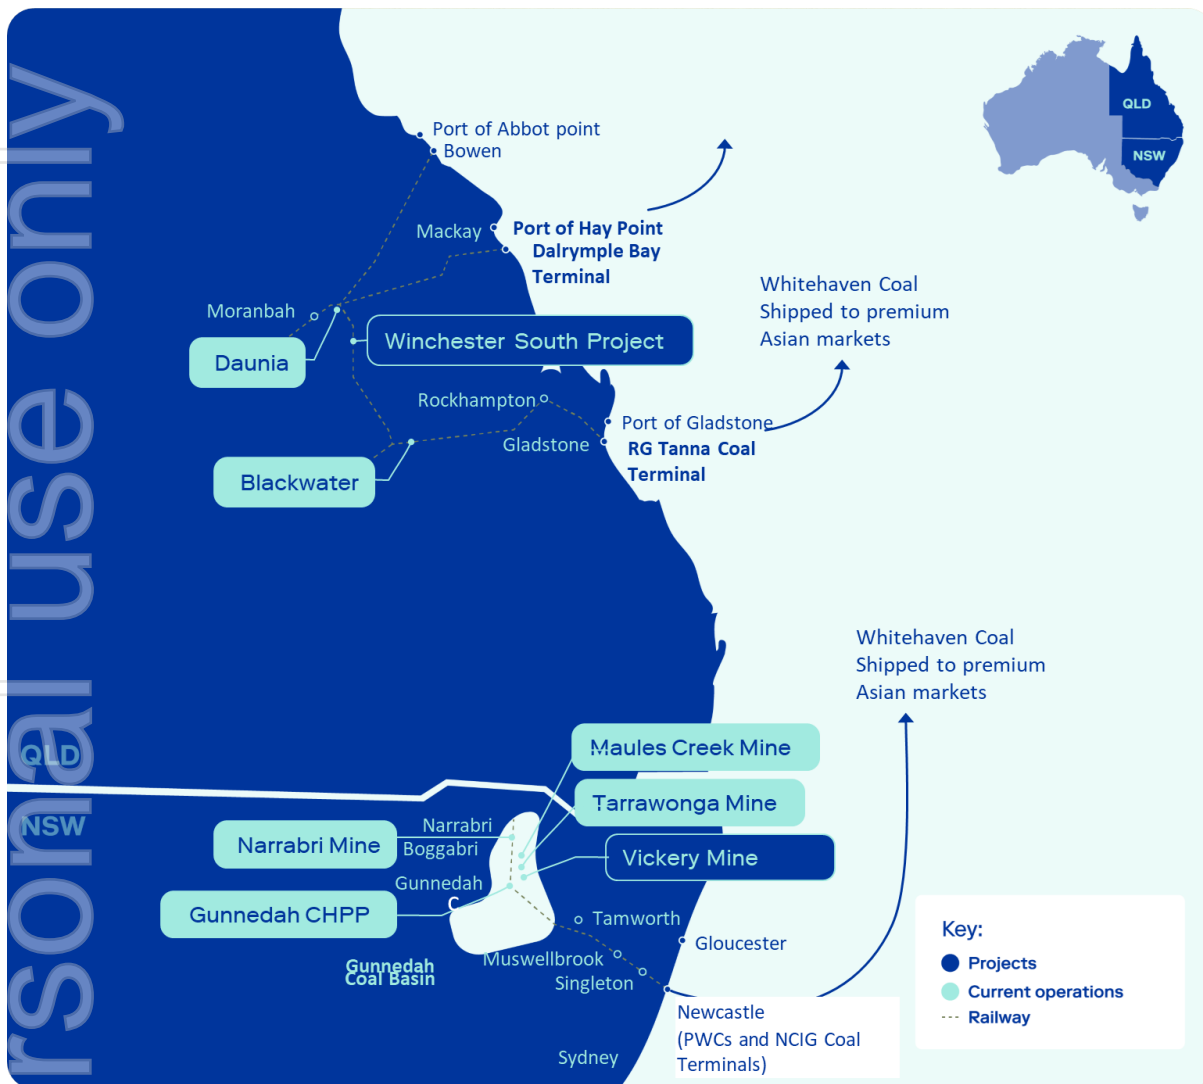 rsonal use only
QLD
NSW
Port of Abbot point
Bowen
Mackay
Port of Hay Point
Dalrymple Bay
Terminal
Moranbah
Daunia
Winchester South Project
Whitehaven Coal
Shipped to premium
Asian markets
Rockhampton
Port of Gladstone
Gladstone
RG Tanna Coal
Terminal
Blackwater
Whitehaven Coal
Shipped to premium
Asian markets
Maules Creek Mine
QLD
Tarrawonga Mine
NSW
Narrabri
Narrabri Mine
Boggabri
Vickery Mine
Gunnedah
C
Gunnedah CHPP
Tamworth
Gloucester
Muswellbrook
Gunnedah
Coal Basin
Singleton
Newcastle
(PWCs and NCIG Coal
Terminals)
Sydney
Key:
Projects
Current operations
Railway